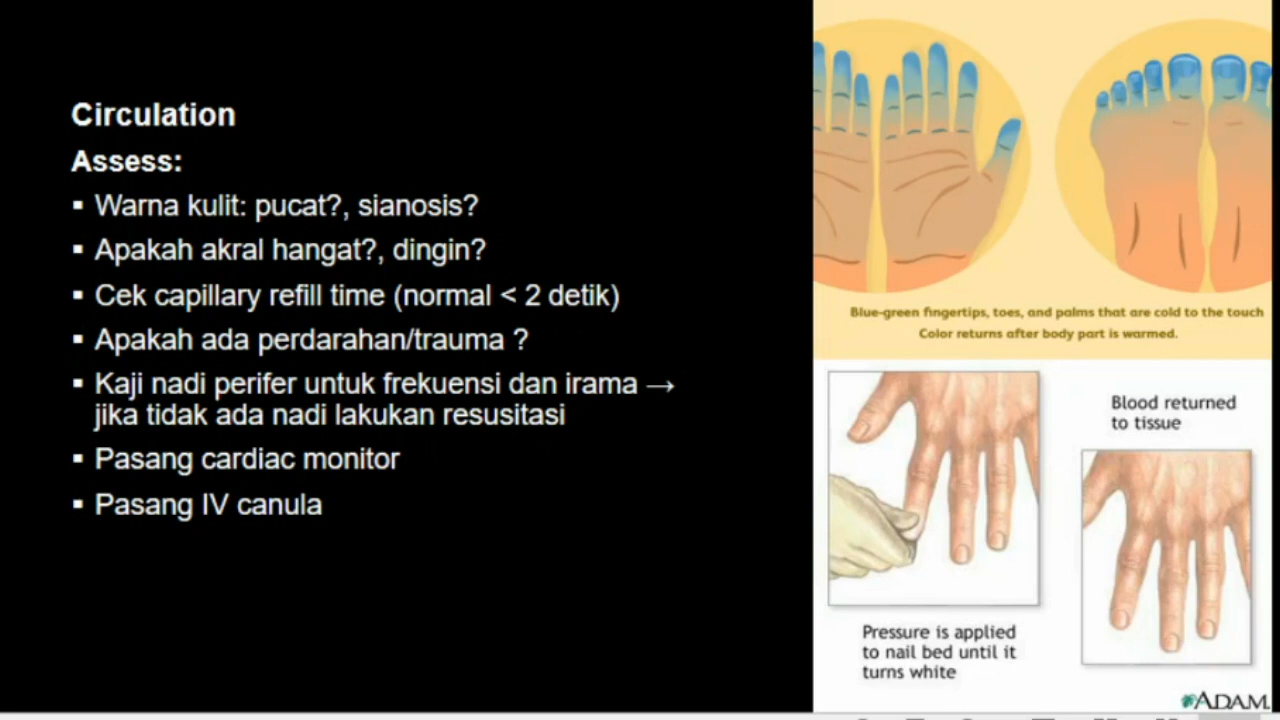 Circulation
Assess:
▪ Warna kulit: pucat?, sianosis?
▪ Apakah akral hangat?, dingin?
▪ Cek capillary refill time (normal < 2 detik)
▪ Apakah ada perdarahan/trauma ?
▪ Kaji nadi perifer untuk frekuensi dan irama →
jika tidak ada nadi lakukan resusitasi
▪ Pasang cardiac monitor
▪ Pasang IV canula
Blue-green fingertips, toes, and palms that are cold to the touch
Color returns after body part is warmed.
Blood returned
to tissue
Pressure is applied
to nail bed until it
turns white
ADAM.